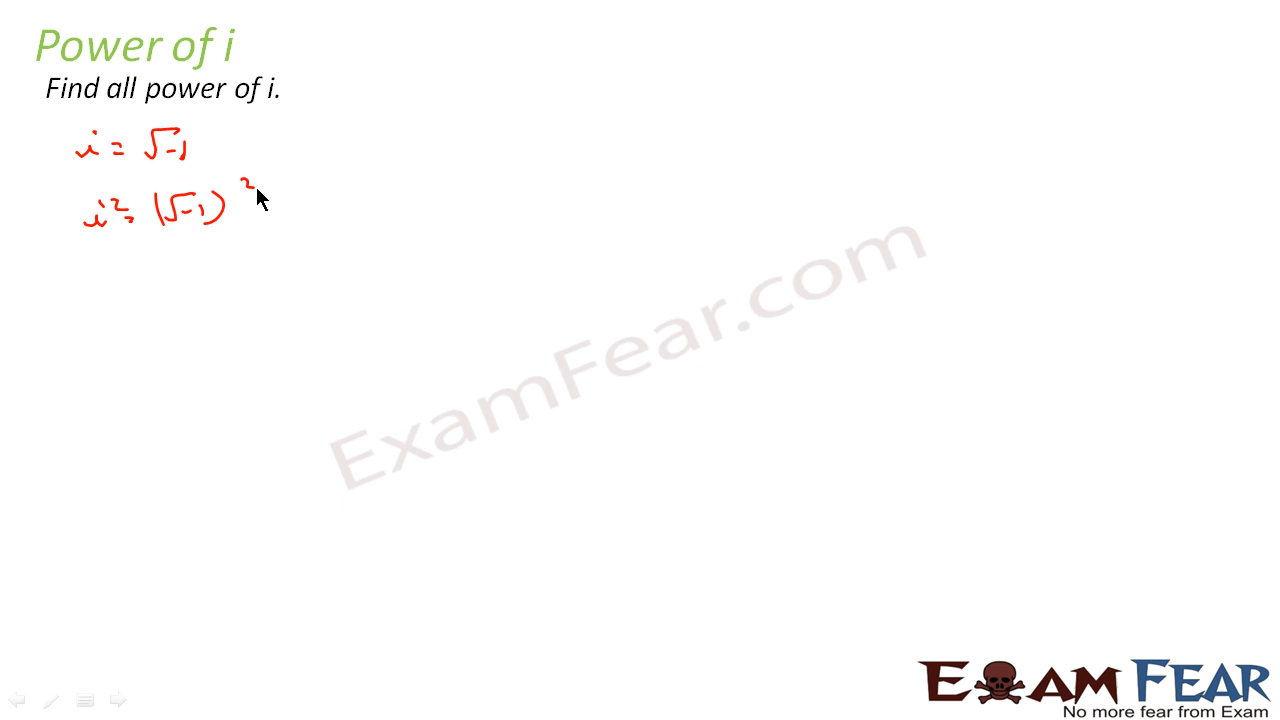 Power of i
Find all power of i.
i = √-1
i² = (√-1)²
ExamFear.com
EXAM FEAR
No more fear from Exam